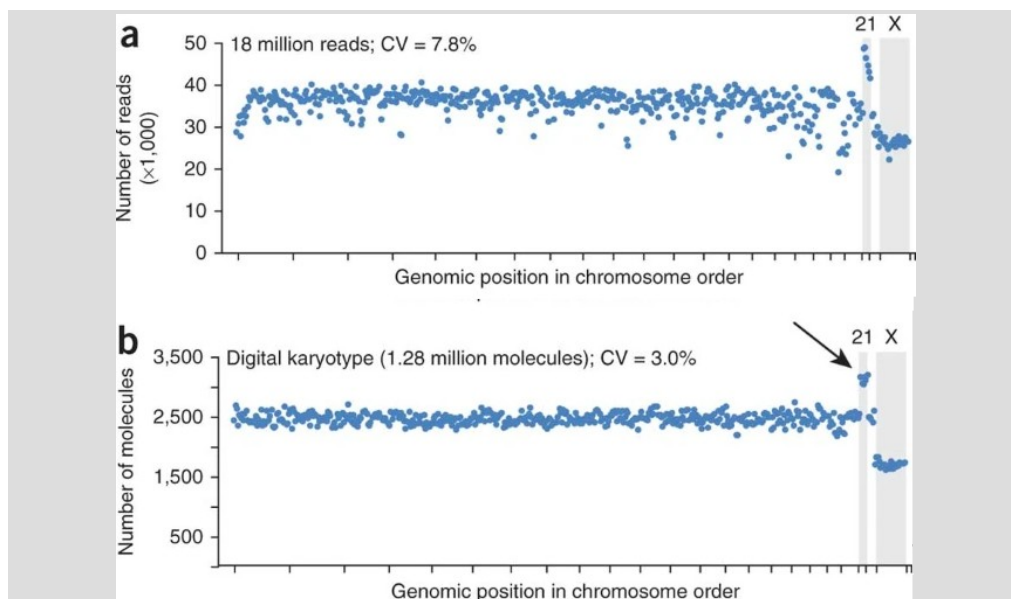 a
21 X
18 million reads; CV = 7.8%
Number of reads
(×1,000)
50
40
30
20
10
0
Genomic position in chromosome order
b
21 X
Digital karyotype (1.28 million molecules); CV = 3.0%
Number of molecules
3,500
2,500
1,500
500
Genomic position in chromosome order